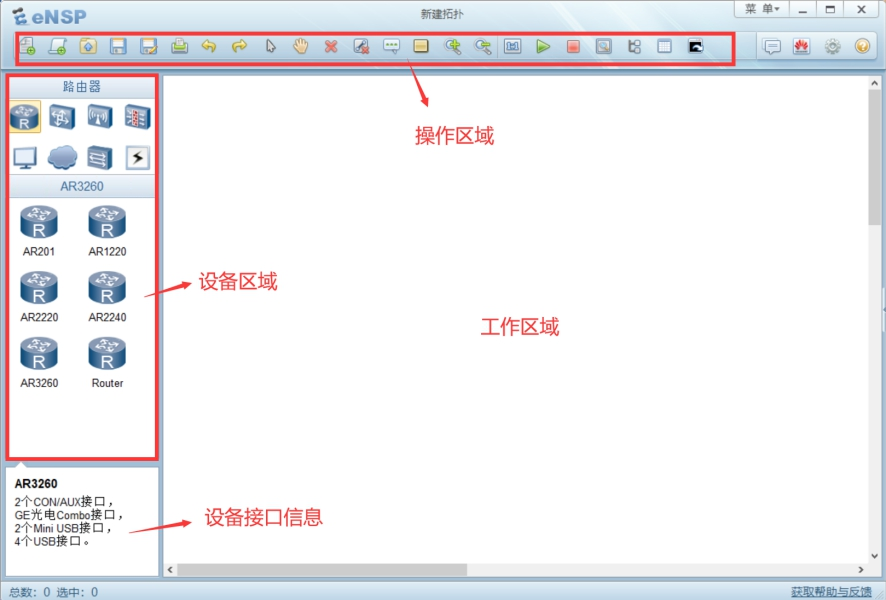 eNSP
新建拓扑
菜 单
操作区域
路由器
AR3260
AR201
AR1220
AR2220
AR2240
AR3260
Router
设备区域
工作区域
AR3260
2个CON/AUX接口，
GE光电Combo接口，
2个Mini USB接口，
4个USB接口。
设备接口信息
总数：0 选中：0
获取帮助与反馈